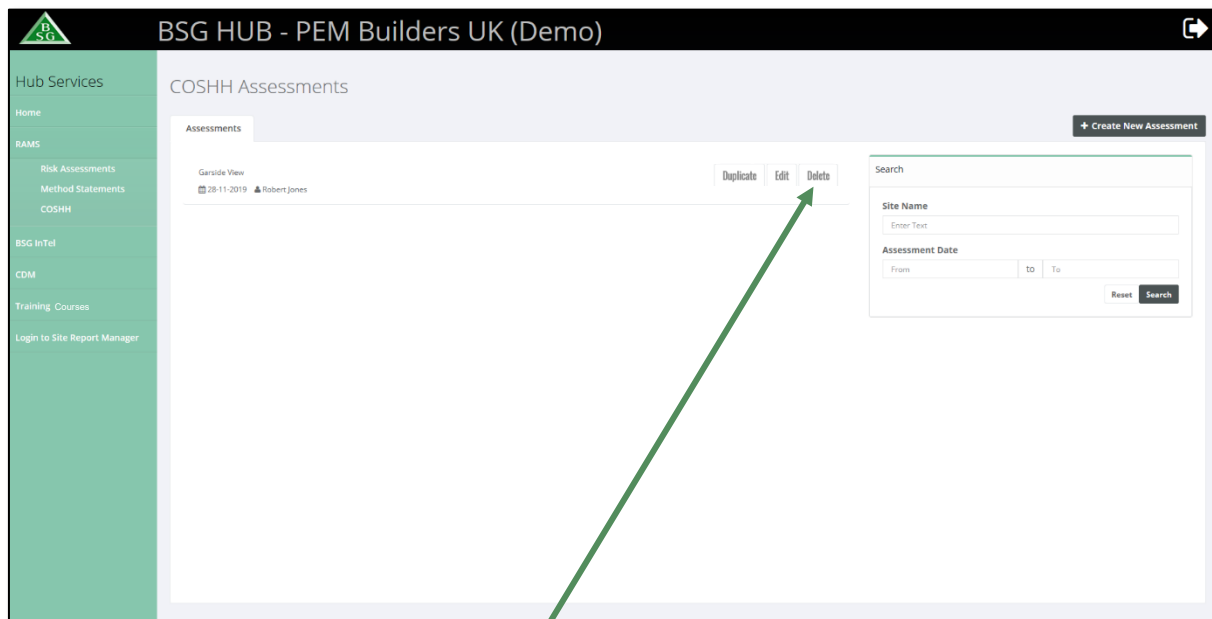 B
SG
BSG HUB - PEM Builders UK (Demo)
Hub Services
Home
RAMS
Risk Assessments
Method Statements
COSHH
BSG InTel
CDM
Training Courses
Login to Site Report Manager
COSHH Assessments
Assessments
+ Create New Assessment
Garside View
28-11-2019 Robert Jones
Duplicate Edit Delete
Search
Site Name
Enter Text
Assessment Date
From to To
Reset Search